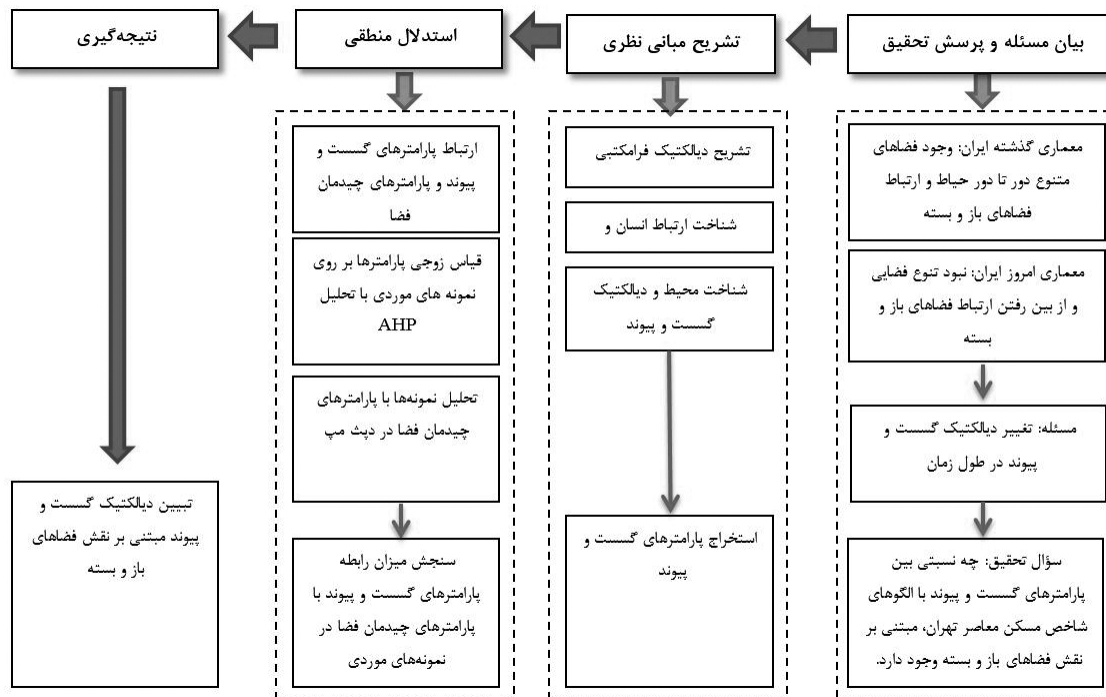 بیان مسئله و پرسش تحقیق
تشریح مبانی نظری
استدلال منطقی
نتیجه‌گیری
معماری گذشته ایران: وجود فضاهای
متنوع دور تا دور حیاط و ارتباط
فضاهای باز و بسته
معماری امروز ایران: نبود تنوع فضایی
و از بین رفتن ارتباط فضاهای باز و
بسته
مسئله: تغییر دیالکتیک گسست و
پیوند در طول زمان
سؤال تحقیق: چه نسبتی بین
پارامترهای گسست و پیوند با الگوهای
شاخص مسکن معاصر تهران، مبتنی بر
نقش فضاهای باز و بسته وجود دارد.
تشریح دیالکتیک فرامکتبی
شناخت ارتباط انسان و
شناخت محیط و دیالکتیک
گسست و پیوند
استخراج پارامترهای گسست و
پیوند
ارتباط پارامترهای گسست و
پیوند و پارامترهای چیدمان
فضا
قیاس زوجی پارامترها بر روی
نمونه های موردی با تحلیل
AHP
تحلیل نمونه‌ها با پارامترهای
چیدمان فضا در دپث مپ
سنجش میزان رابطه
پارامترهای گسست و پیوند با
پارامترهای چیدمان فضا در
نمونه‌های موردی
تبیین دیالکتیک گسست و
پیوند مبتنی بر نقش فضاهای
باز و بسته